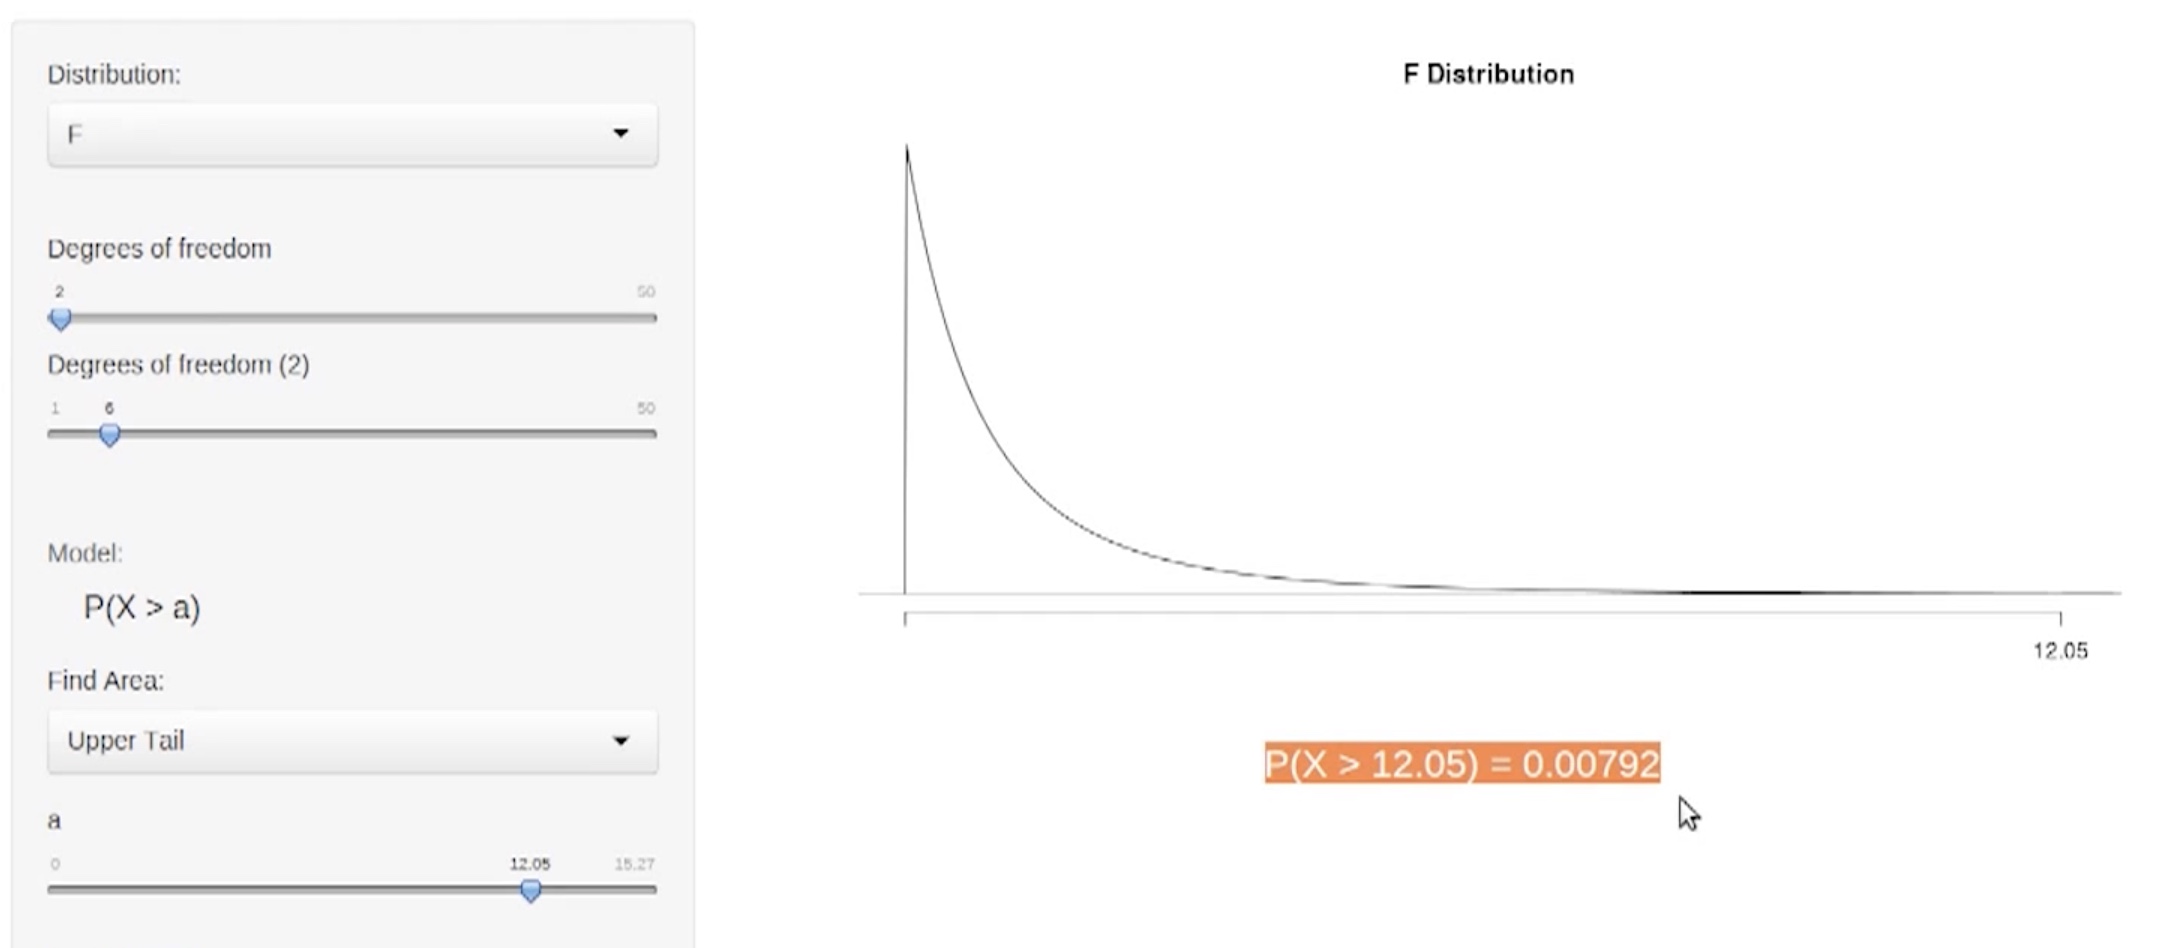 Distribution:
F
Degrees of freedom
2 50
Degrees of freedom (2)
1 6 50
Model:
P(X > a)
Find Area:
Upper Tail
a
0 12.05 15.27
F Distribution
12.05
P(X > 12.05) = 0.00792